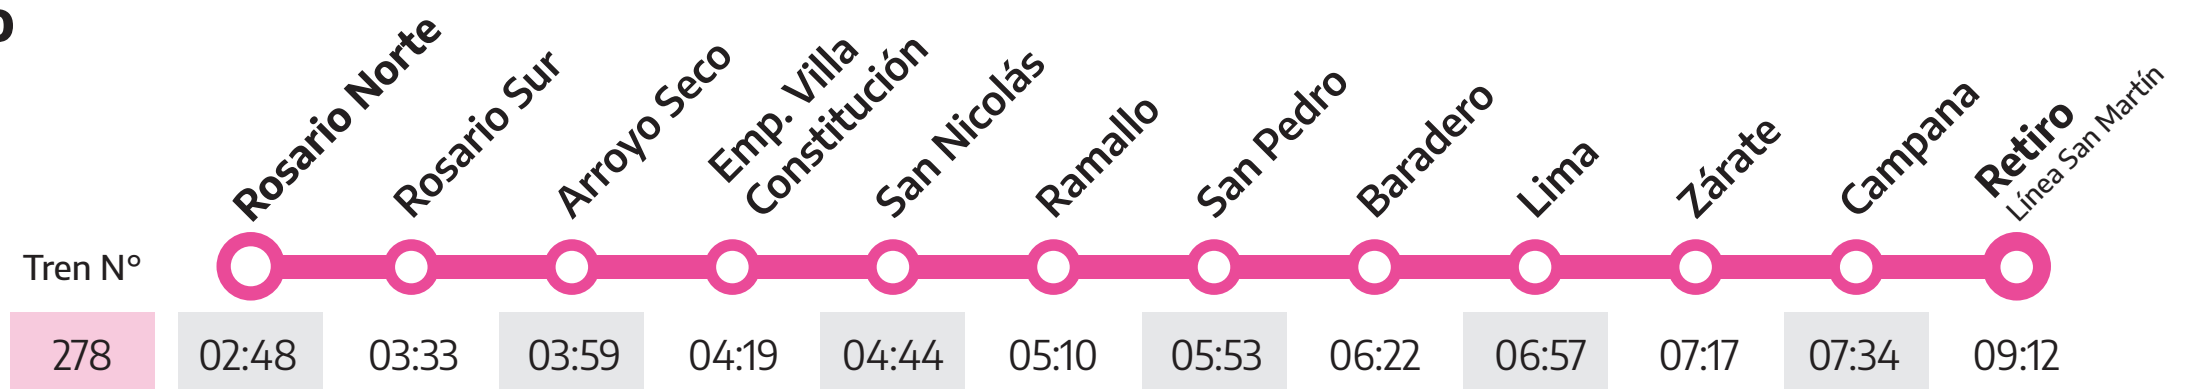 Rosario Norte
Rosario Sur
Arroyo Seco
Emp. Villa
Constitución
San Nicolás
Ramallo
San Pedro
Baradero
Lima
Zárate
Campana
Retiro
Línea San Martín
Tren N°
278 02:48 03:33 03:59 04:19 04:44 05:10 05:53 06:22 06:57 07:17 07:34 09:12